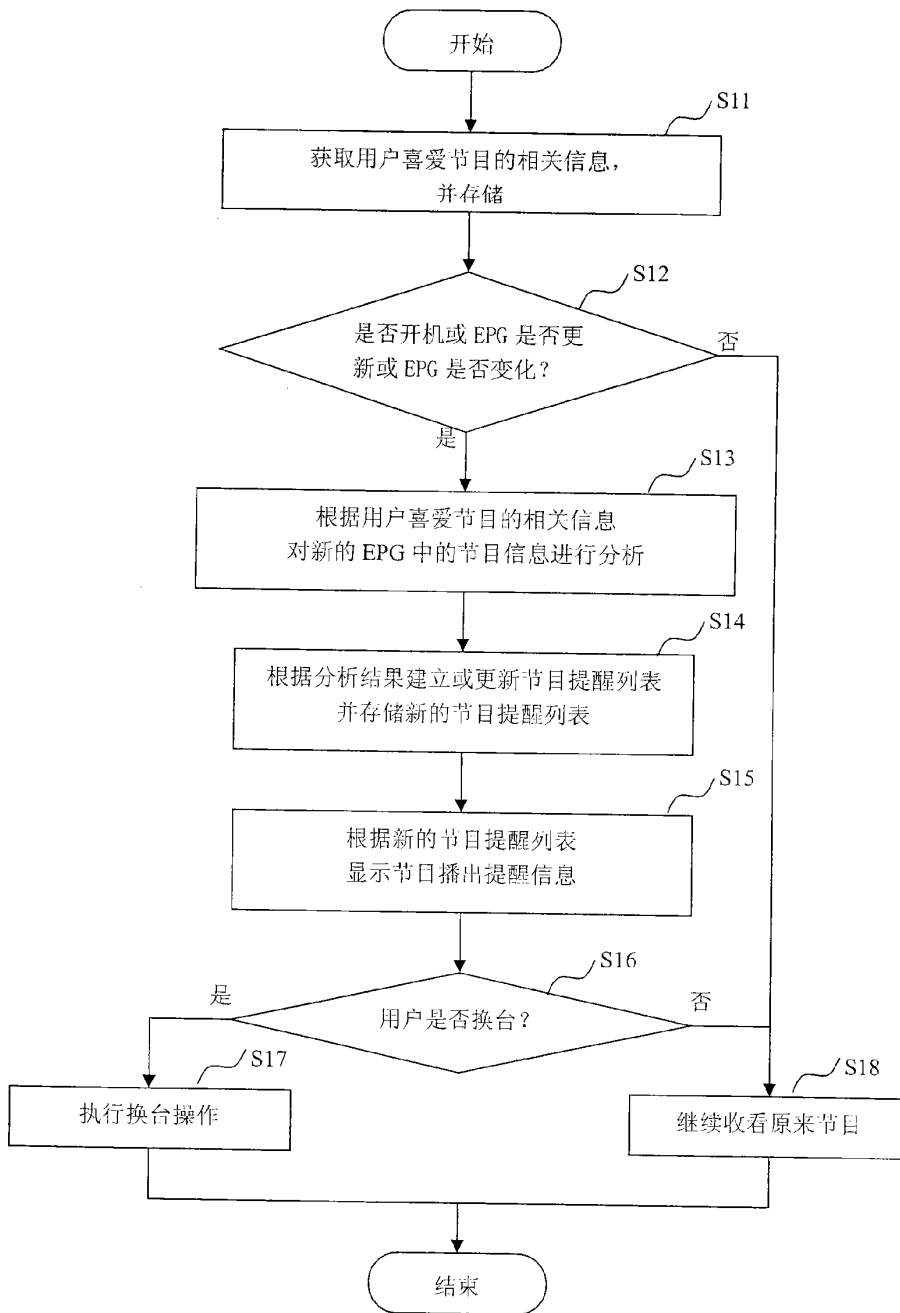 开始
S11
获取用户喜爱节目的相关信息，
并存储
S12
是否开机或 EPG 是否更
新或 EPG 是否变化？
否
是
S13
根据用户喜爱节目的相关信息
对新的 EPG 中的节目信息进行分析
S14
根据分析结果建立或更新节目提醒列表
并存储新的节目提醒列表
S15
根据新的节目提醒列表
显示节目播出提醒信息
S16
是
用户是否换台？
否
S17
执行换台操作
S18
继续收看原来节目
结束